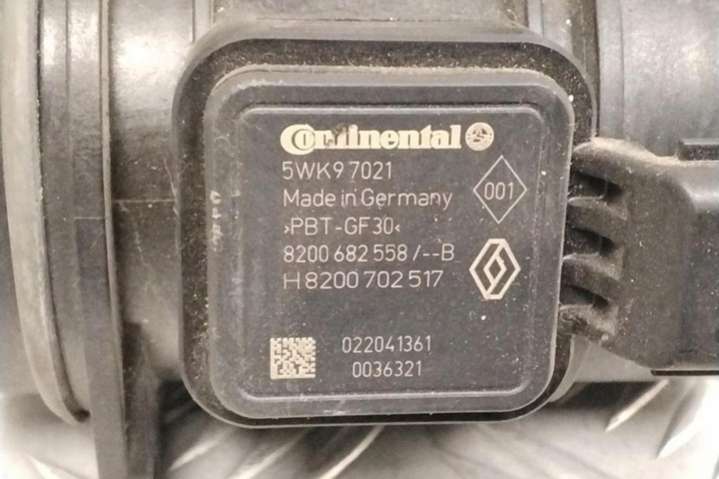 Continental
5WK9 7021
Made in Germany
001
>PBT-GF30<
8200 682 558 /--B
H 8200 702 517
022041361
0036321